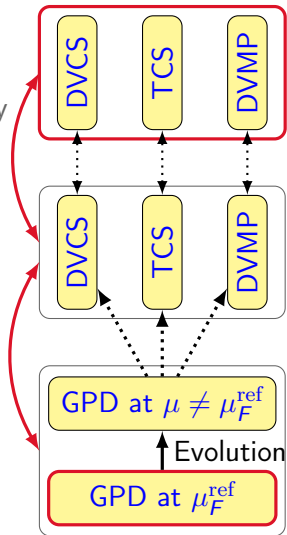 DVCS TCS DVMP
DVCS TCS DVMP
GPD at μ ≠ μ_F^ref
Evolution
GPD at μ_F^ref